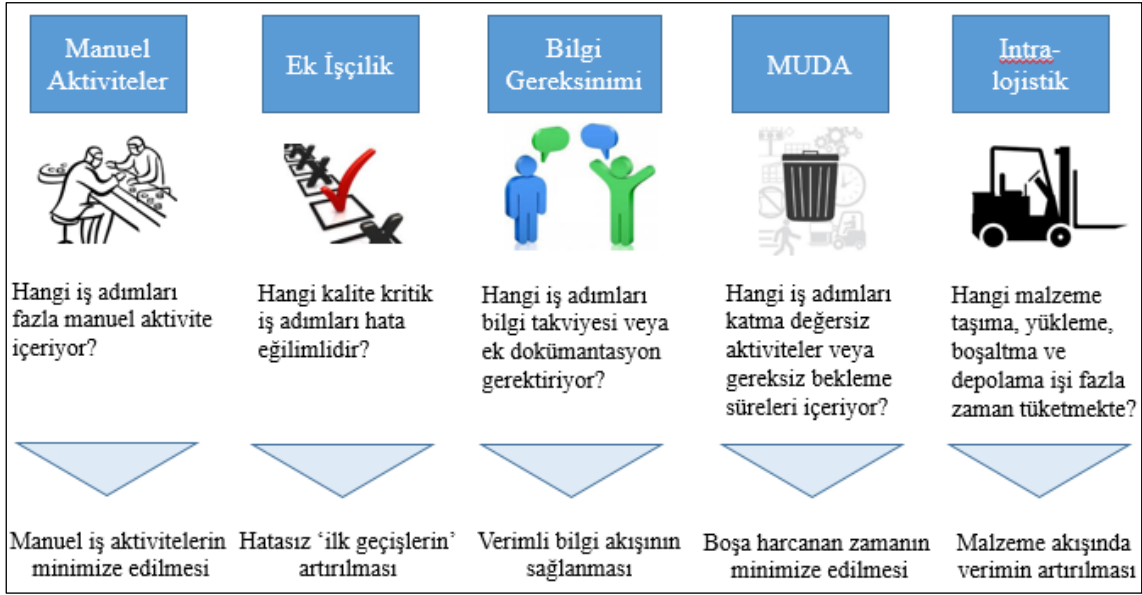 Manuel
Aktiviteler
Ek İşçilik
Bilgi
Gereksinimi
MUDA
Intra-
lojistik
Hangi iş adımları
fazla manuel aktivite
içeriyor?
Hangi kalite kritik
iş adımları hata
eğilimlidir?
Hangi iş adımları
bilgi takviyesi veya
ek dokümantasyon
gerektiriyor?
Hangi iş adımları
katma değersiz
aktiviteler veya
gereksiz bekleme
süreleri içeriyor?
Hangi malzeme
taşıma, yükleme,
boşaltma ve
depolama işi fazla
zaman tüketmekte?
Manuel iş aktivitelerin
minimize edilmesi
Hatasız ‘ilk geçişlerin’
artırılması
Verimli bilgi akışının
sağlanması
Boşa harcanan zamanın
minimize edilmesi
Malzeme akışında
verimin artırılması